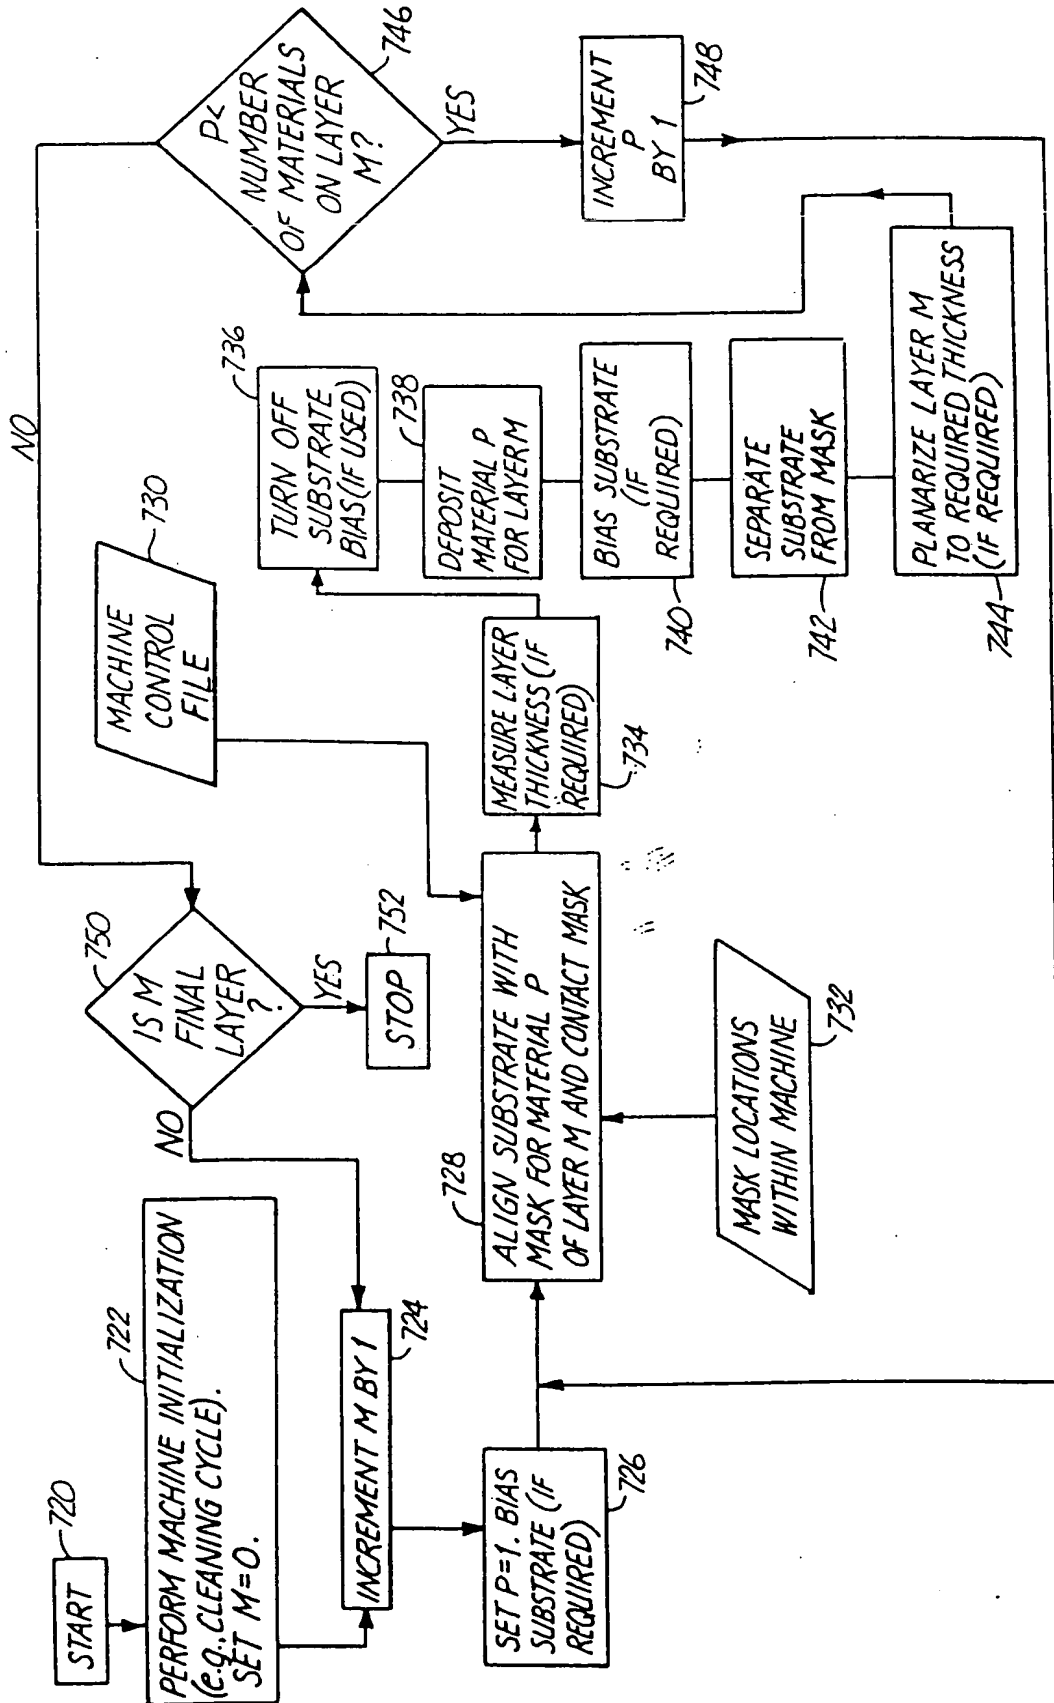 720
START
722
PERFORM MACHINE INITIALIZATION
(e.g., CLEANING CYCLE).
SET M=0.
INCREMENT M BY 1
724
SET P=1. BIAS
SUBSTRATE (IF
REQUIRED)
726
728
ALIGN SUBSTRATE WITH
MASK FOR MATERIAL P
OF LAYER M AND CONTACT MASK
730
MACHINE
CONTROL
FILE
MASK LOCATIONS
WITHIN MACHINE
732
MEASURE LAYER
THICKNESS (IF
REQUIRED)
734
736
TURN OFF
SUBSTRATE
BIAS (IF USED)
738
DEPOSIT
MATERIAL P
FOR LAYER M
BIAS SUBSTRATE
(IF
REQUIRED)
740
SEPARATE
SUBSTRATE
FROM MASK
742
PLANARIZE LAYER M
TO REQUIRED THICKNESS
(IF REQUIRED)
744
P<
NUMBER
OF MATERIALS
ON LAYER
M?
746
YES
INCREMENT
P
BY 1
748
NO
750
IS M
FINAL
LAYER
?
NO
YES
752
STOP